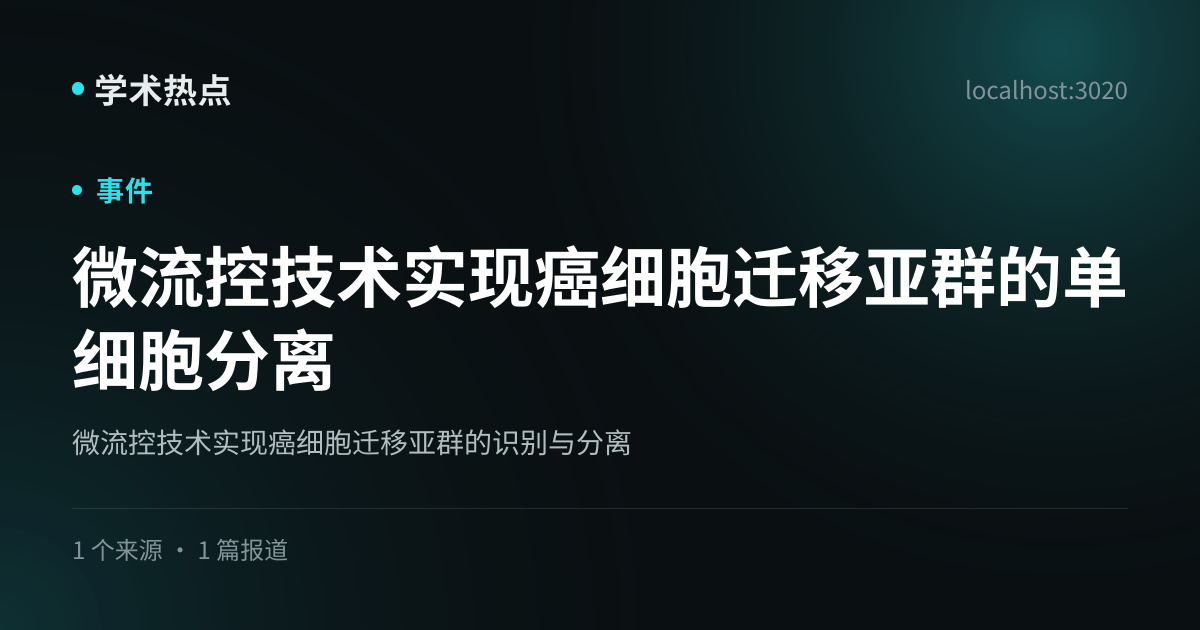 学术热点
localhost:3020
事件
微流控技术实现癌细胞迁移亚群的单
细胞分离
微流控技术实现癌细胞迁移亚群的识别与分离
1 个来源 · 1 篇报道